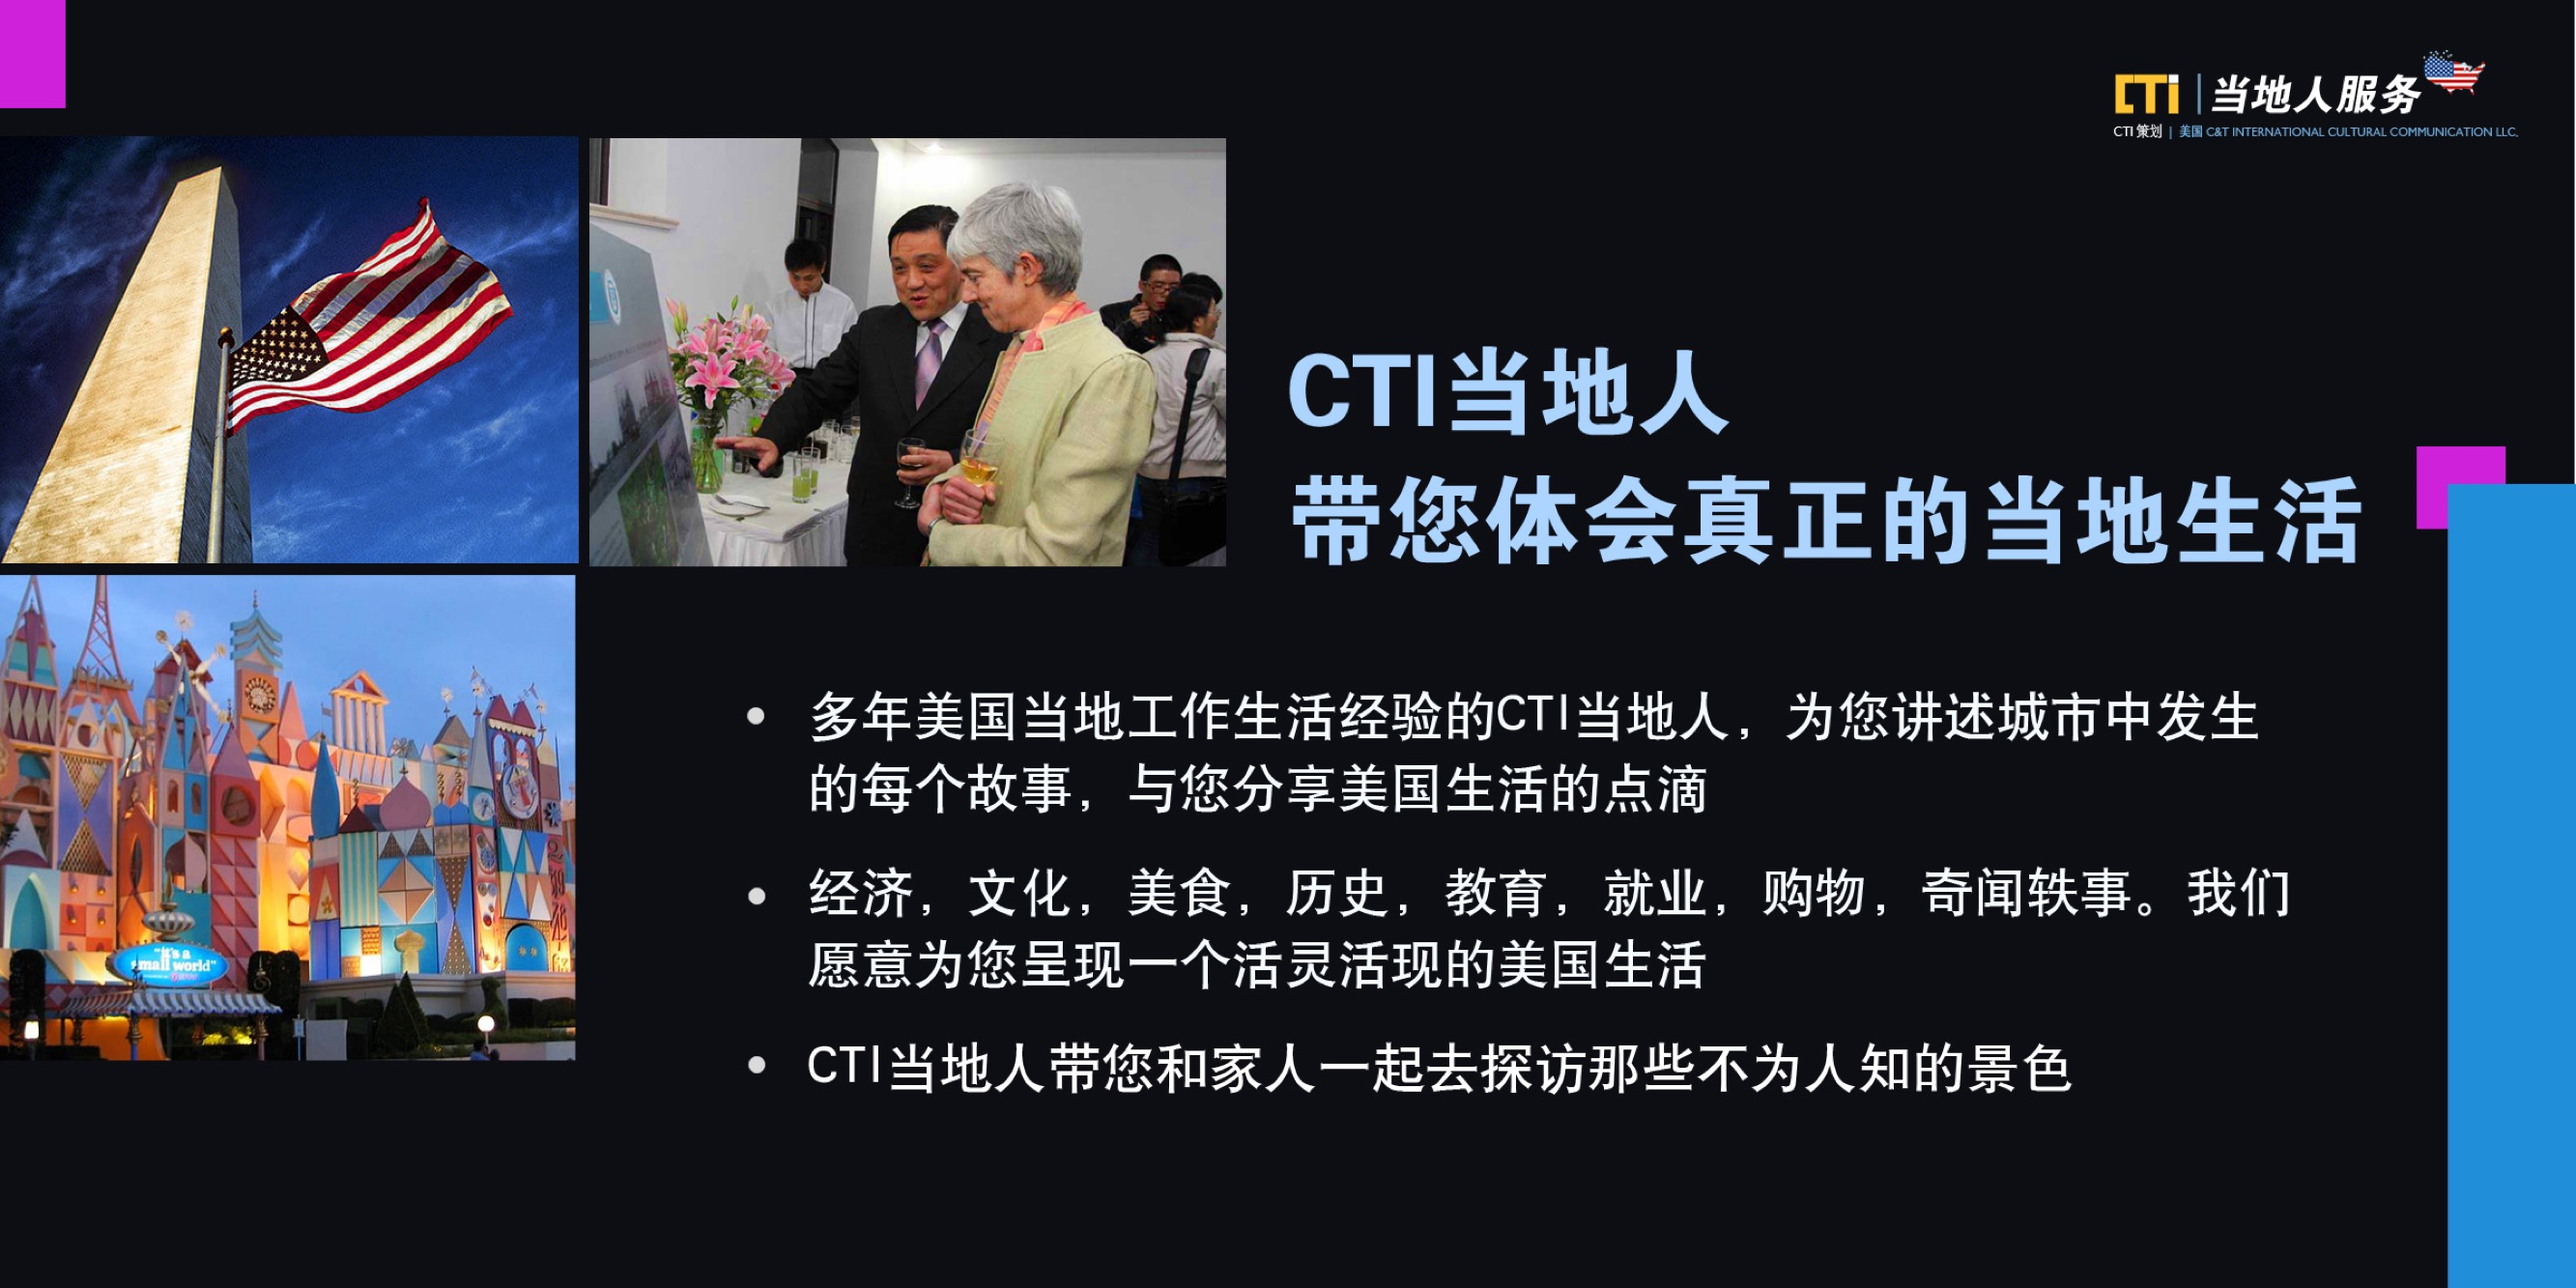 CTi 当地人服务
CTI 策划 | 美国 C&T INTERNATIONAL CULTURAL COMMUNICATION LLC.
CTI当地人
带您体会真正的当地生活
• 多年美国当地工作生活经验的CTI当地人，为您讲述城市中发生
的每个故事，与您分享美国生活的点滴
• 经济，文化，美食，历史，教育，就业，购物，奇闻轶事。我们
愿意为您呈现一个活灵活现的美国生活
"it's a
small world"
• CTI当地人带您和家人一起去探访那些不为人知的景色